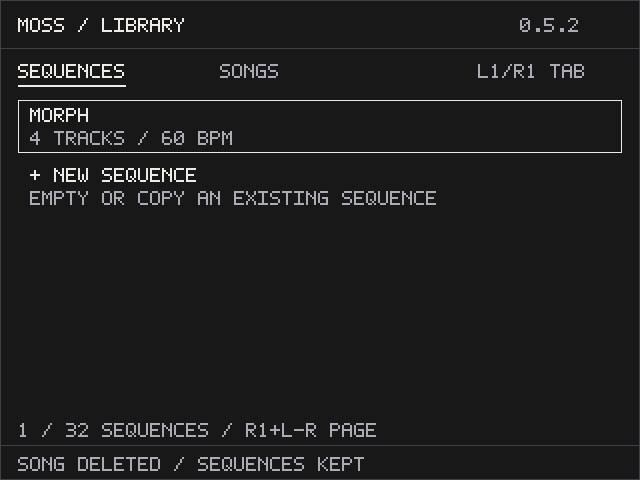 MOSS / LIBRARY 0.5.2
SEQUENCES SONGS L1/R1 TAB
MORPH
4 TRACKS / 60 BPM
+ NEW SEQUENCE
EMPTY OR COPY AN EXISTING SEQUENCE
1 / 32 SEQUENCES / R1+L-R PAGE
SONG DELETED / SEQUENCES KEPT